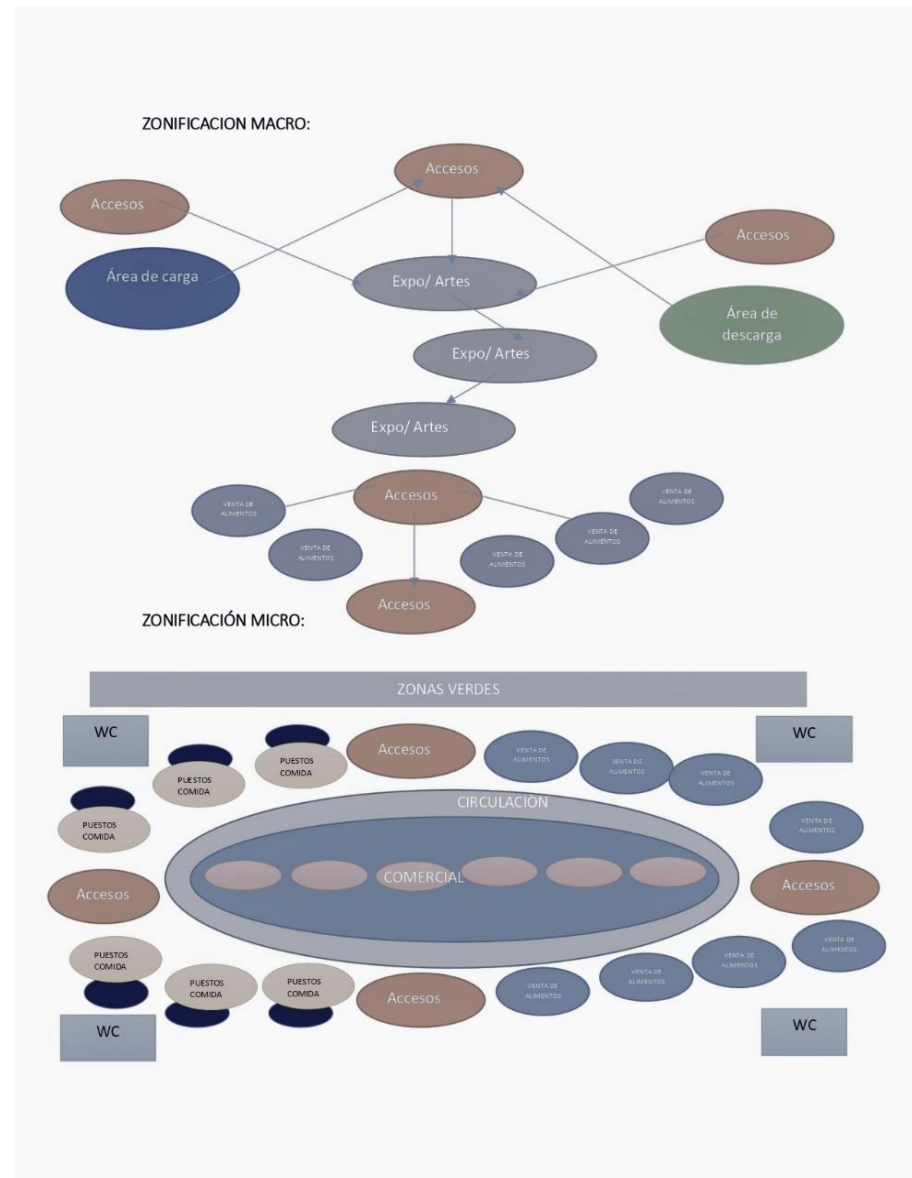 ZONIFICACION MACRO:
Accesos
Accesos
Accesos
Área de carga
Expo/ Artes
Área de
descarga
Expo/ Artes
Expo/ Artes
Accesos
VENTA DE
ALIMENTOS
VENTA DE
ALIMENTOS
VENTA DE
ALIMENTOS
VENTA DE
ALIMENTOS
VENTA DE
ALIMENTOS
Accesos
ZONIFICACIÓN MICRO:
ZONAS VERDES
WC
WC
PUESTOS
COMIDA
PUESTOS
COMIDA
Accesos
VENTA DE
ALIMENTOS
VENTA DE
ALIMENTOS
VENTA DE
ALIMENTOS
CIRCULACIÓN
PUESTOS
COMIDA
VENTA DE
ALIMENTOS
COMERCIAL
Accesos
Accesos
PUESTOS
COMIDA
PUESTOS
COMIDA
PUESTOS
COMIDA
Accesos
VENTA DE
ALIMENTOS
VENTA DE
ALIMENTOS
VENTA DE
ALIMENTOS
VENTA DE
ALIMENTOS
WC
WC